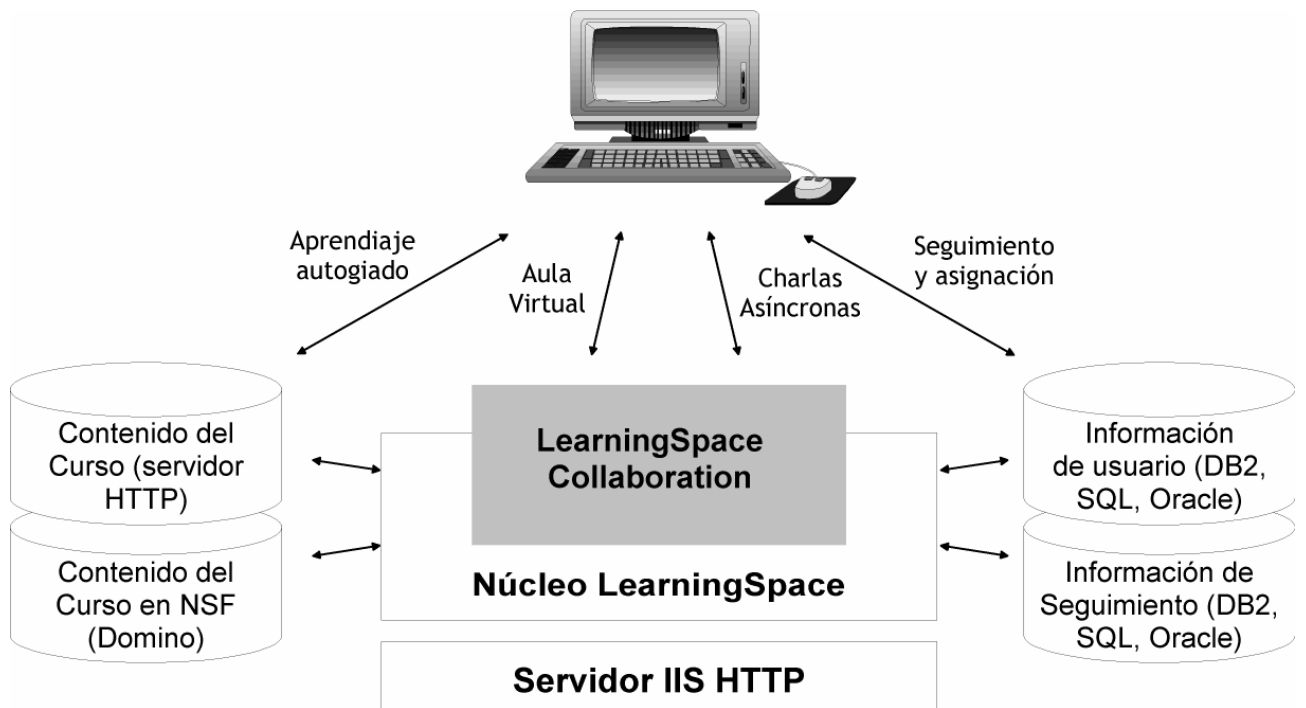 Aprendiaje
autogiado
Aula
Virtual
Charlas
Asíncronas
Seguimiento
y asignación
Contenido del
Curso (servidor
HTTP)
Contenido del
Curso en NSF
(Domino)
LearningSpace
Collaboration
Núcleo LearningSpace
Servidor IIS HTTP
Información
de usuario (DB2,
SQL, Oracle)
Información de
Seguimiento (DB2,
SQL, Oracle)